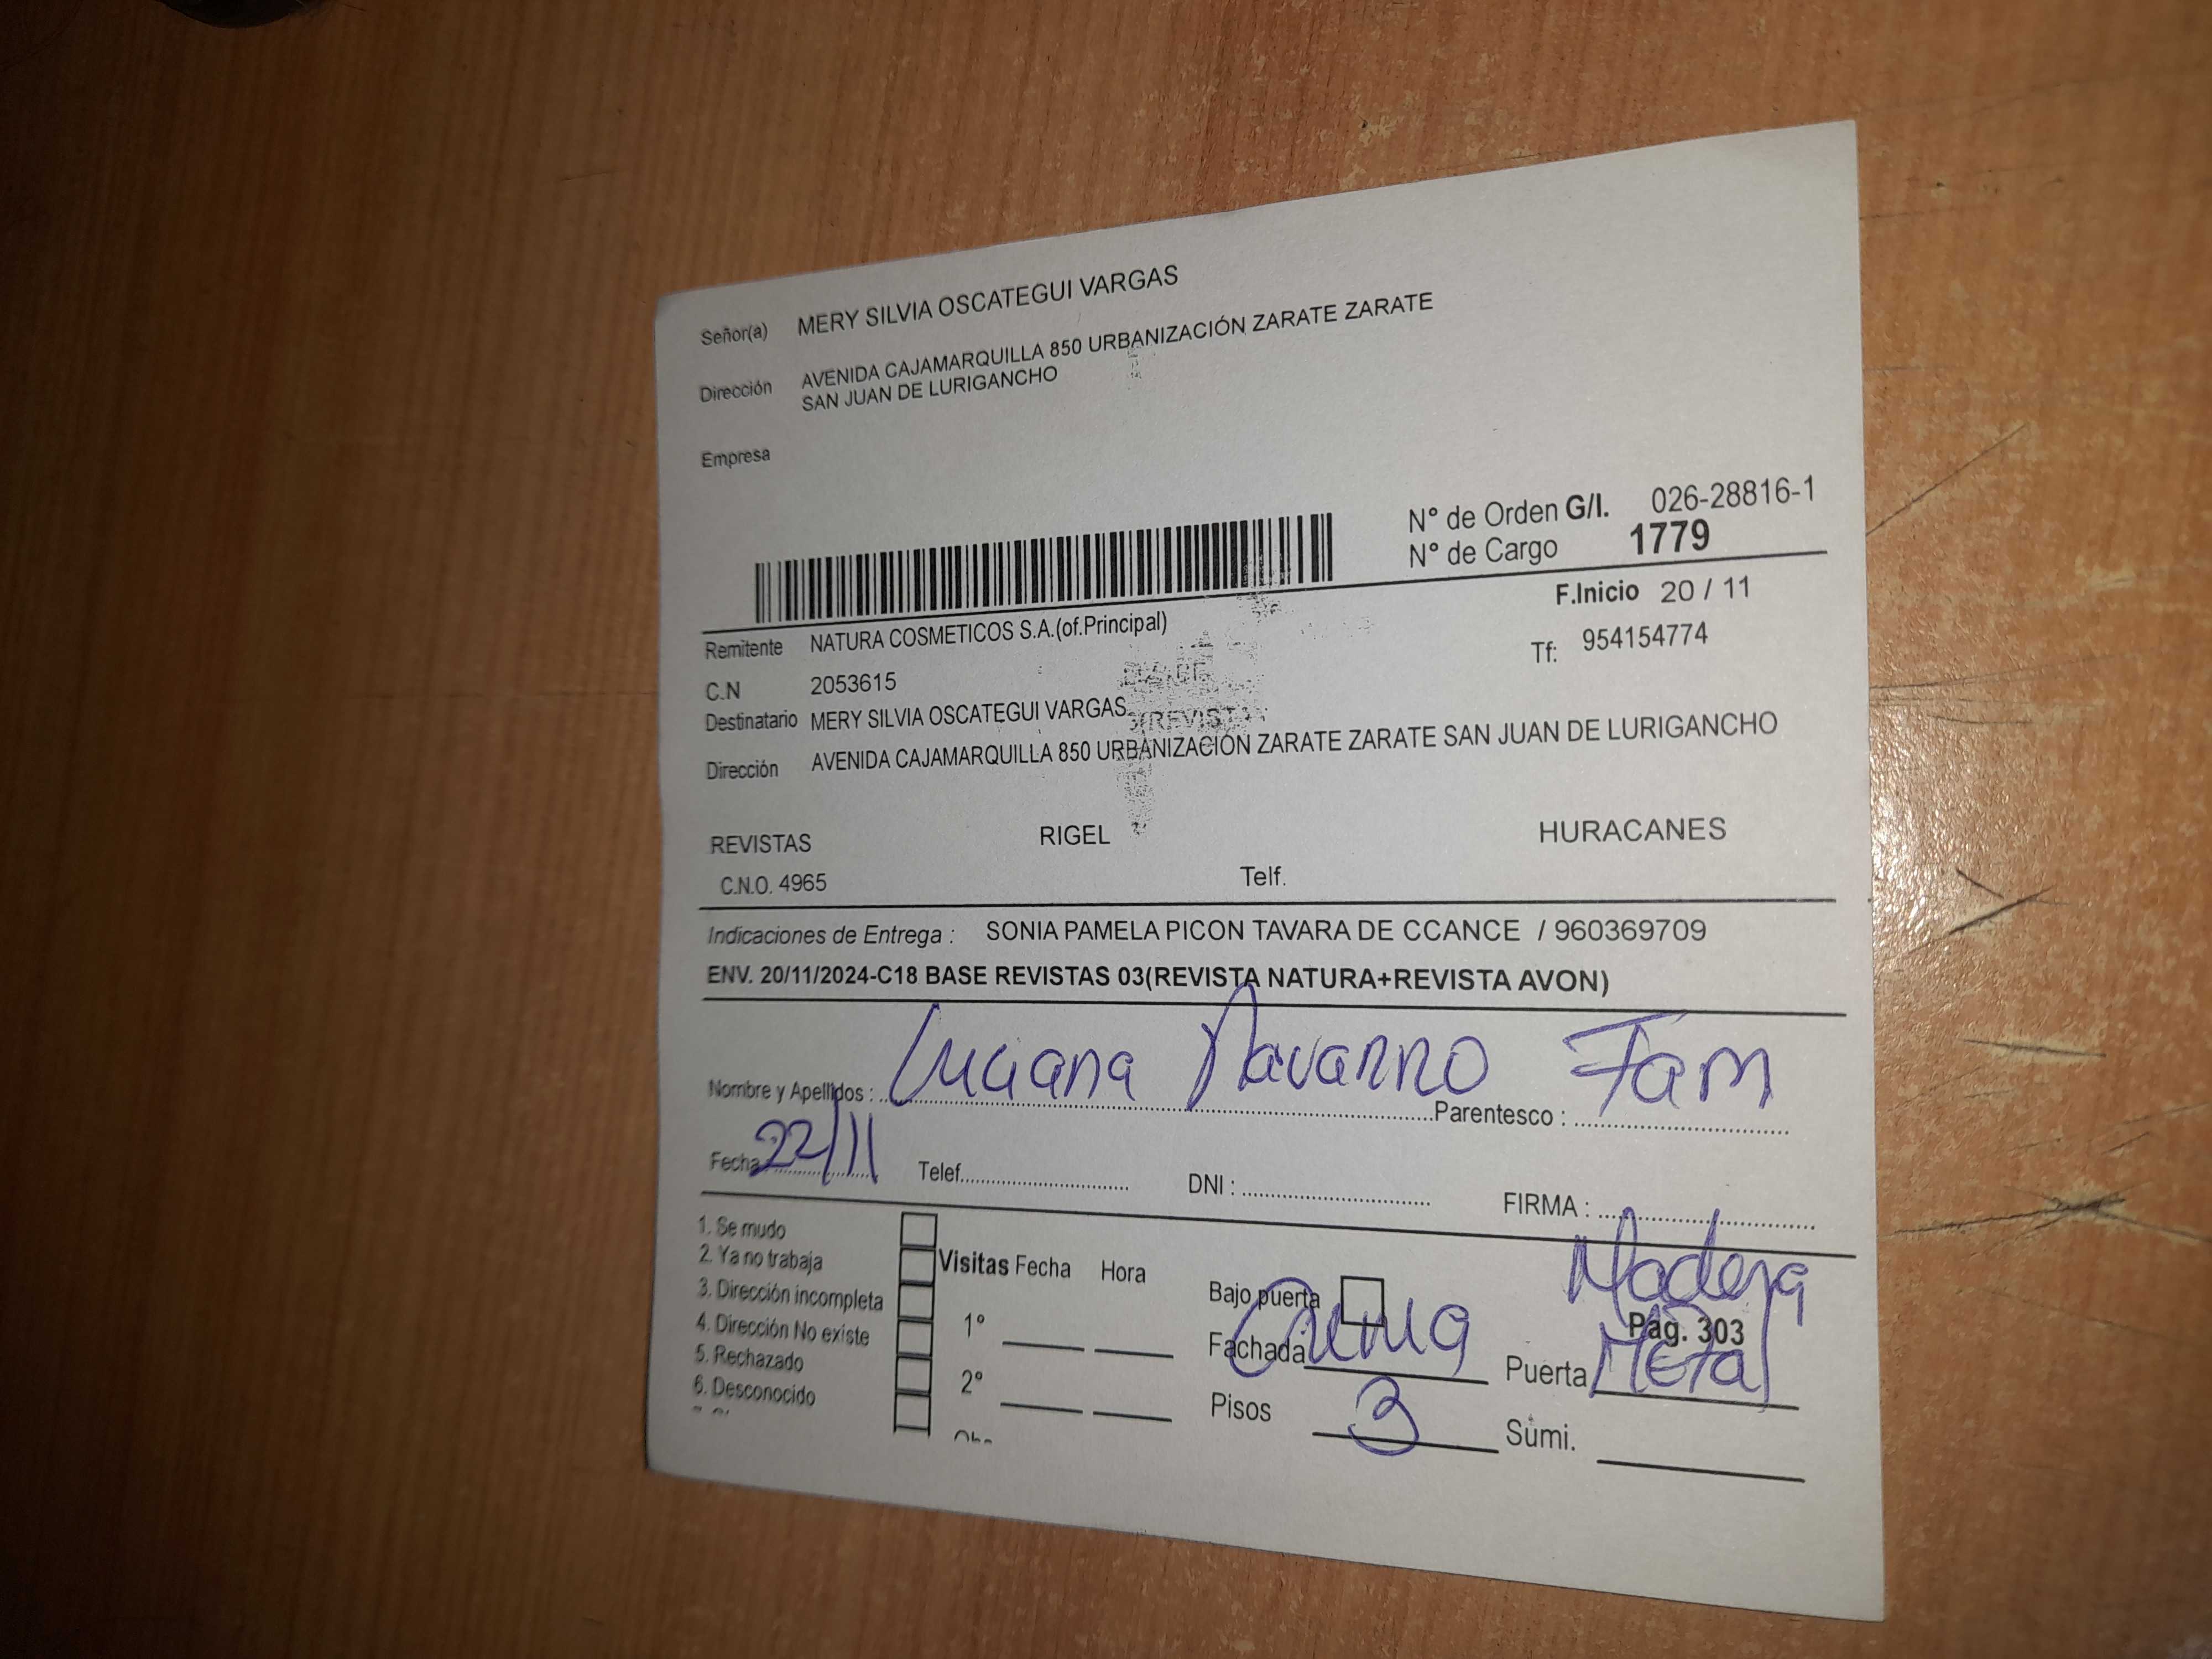 Señor(a) MERY SILVIA OSCATEGUI VARGAS
Dirección AVENIDA CAJAMARQUILLA 850 URBANIZACIÓN ZARATE ZARATE
SAN JUAN DE LURIGANCHO
Empresa
N° de Orden G/I. 026-28816-1
N° de Cargo 1779
F.Inicio 20 / 11
Remitente NATURA COSMETICOS S.A.(of.Principal)
Tf: 954154774
C.N 2053615
Destinatario MERY SILVIA OSCATEGUI VARGAS
Dirección AVENIDA CAJAMARQUILLA 850 URBANIZACIÓN ZARATE ZARATE SAN JUAN DE LURIGANCHO
REVISTAS RIGEL HURACANES
C.N.O. 4965 Telf.
Indicaciones de Entrega : SONIA PAMELA PICON TAVARA DE CCANCE / 960369709
ENV. 20/11/2024-C18 BASE REVISTAS 03(REVISTA NATURA+REVISTA AVON)
Nombre y Apellidos : Luciana Navarro Parentesco : Fam
Fecha 22/11 Telef. DNI : FIRMA :
1. Se mudo
2. Ya no trabaja
3. Dirección incompleta
4. Dirección No existe
5. Rechazado
6. Desconocido
Visitas Fecha Hora
1°
2°
Bajo puerta
Fachada Crema
Pisos 3
Madera
Pág. 303
Puerta Metal
Sumi.